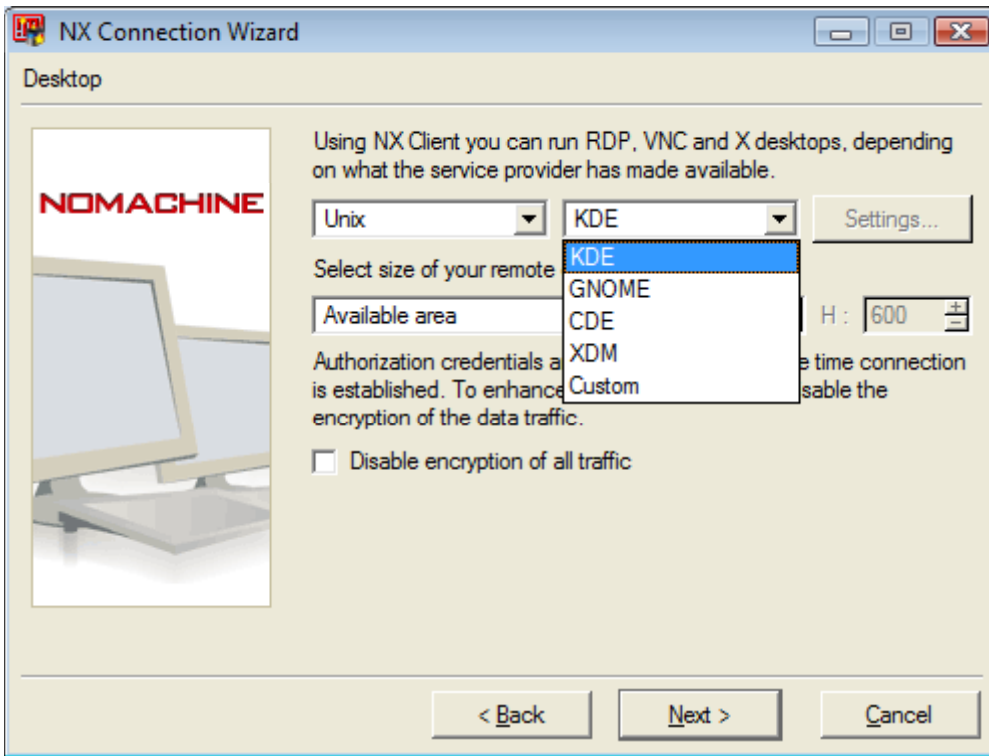 NX Connection Wizard
Desktop
NOMACHINE
Using NX Client you can run RDP, VNC and X desktops, depending
on what the service provider has made available.
Unix KDE Settings...
KDE
Select size of your remote
GNOME
Available area H : 600
CDE
XDM
Authorization credentials a e time connection
Custom
is established. To enhance sable the
encryption of the data traffic.
Disable encryption of all traffic
< Back Next > Cancel